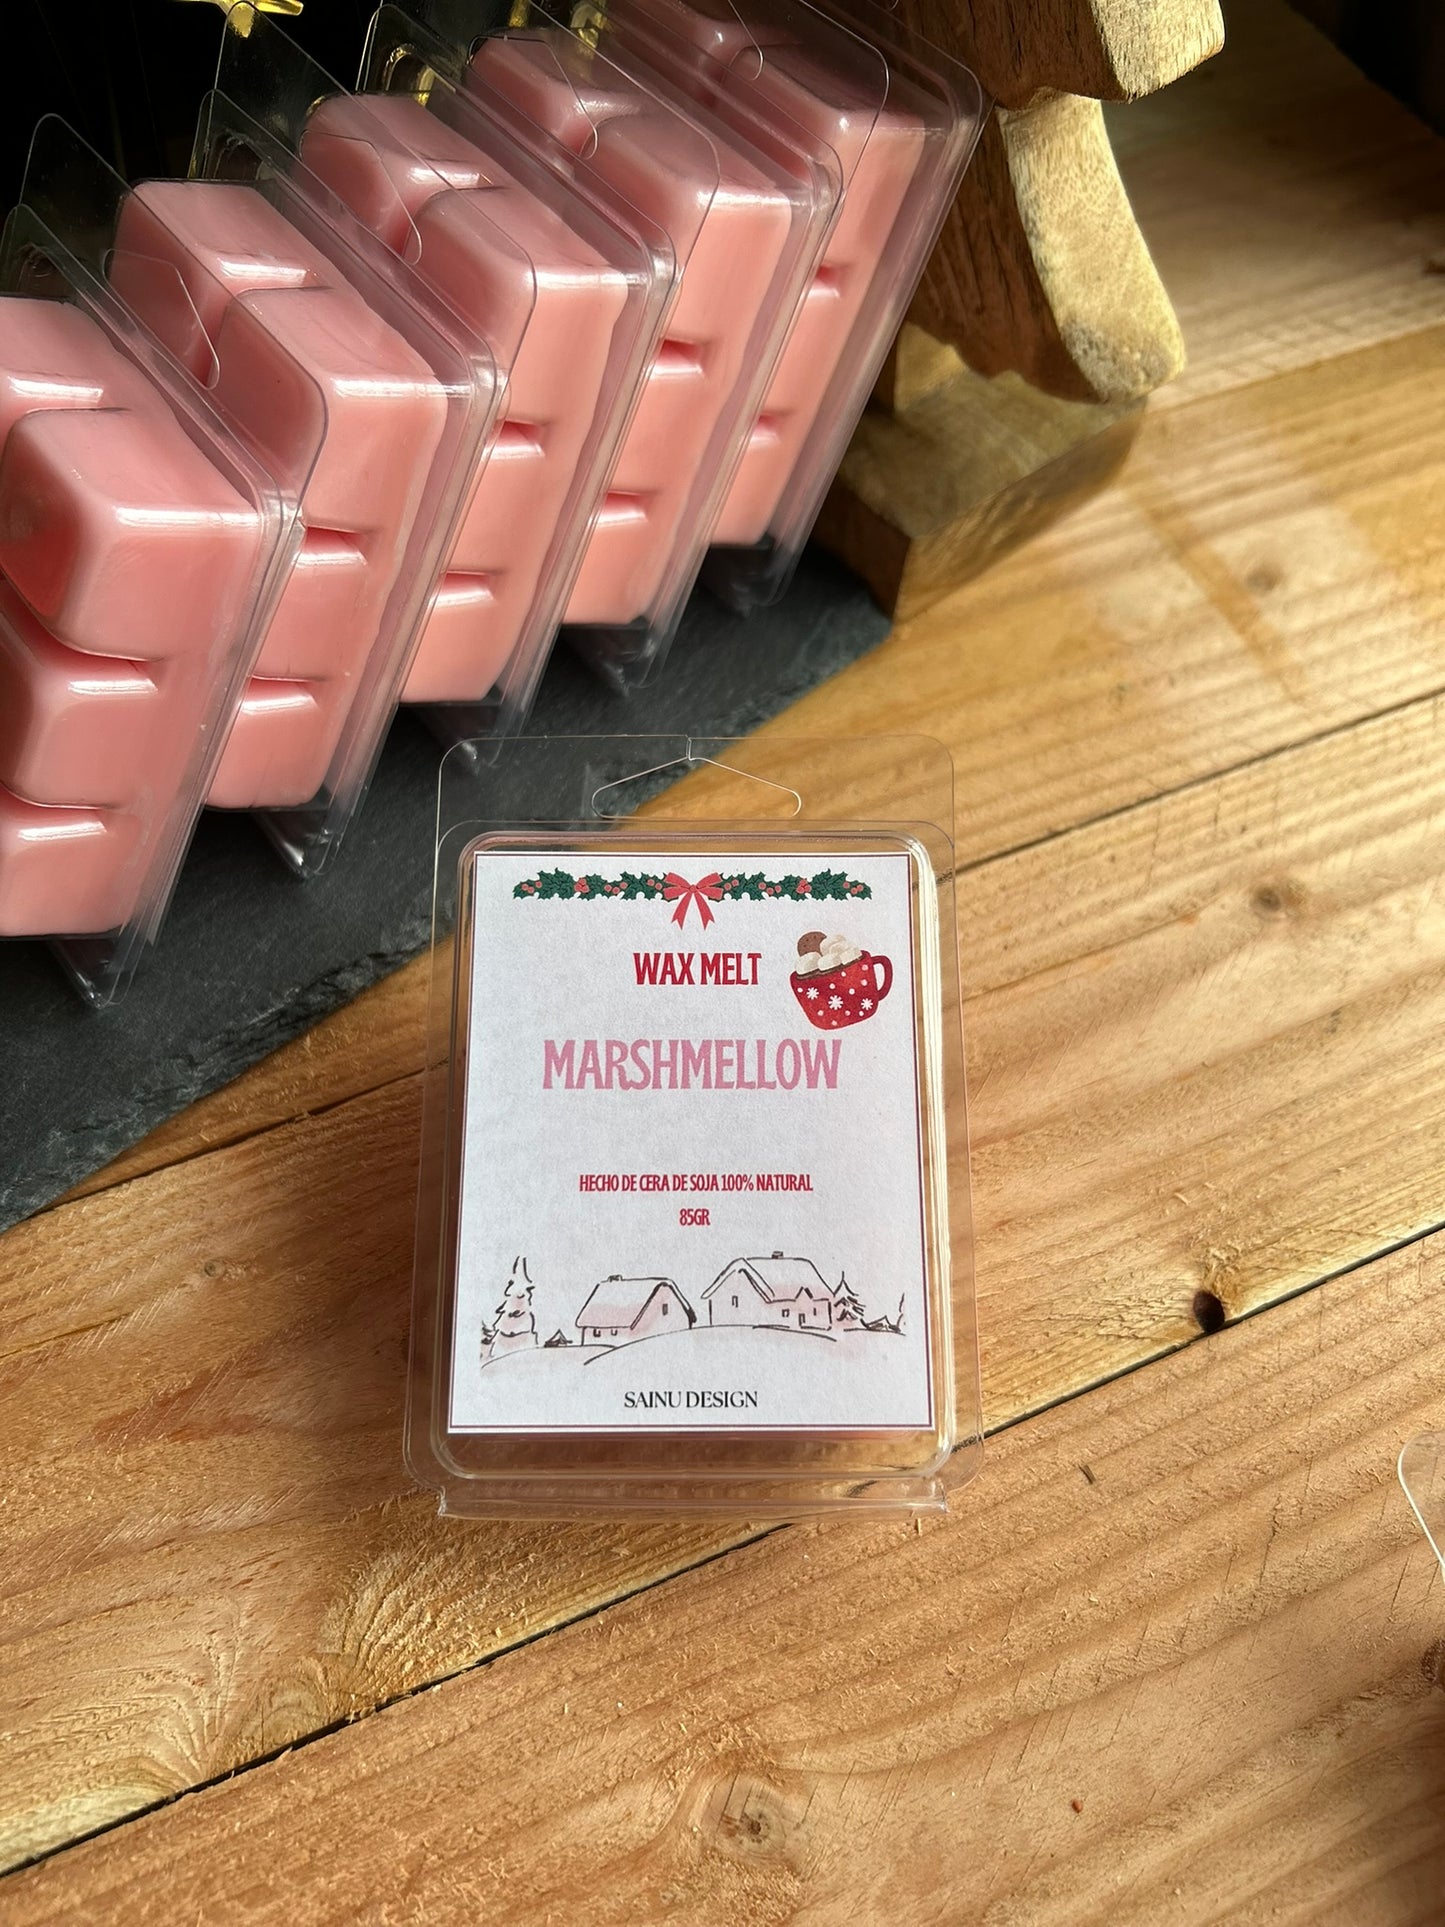 WAX MELT
MARSHMELLOW
HECHO DE CERA DE SOJA 100% NATURAL
85GR
SAINU DESIGN